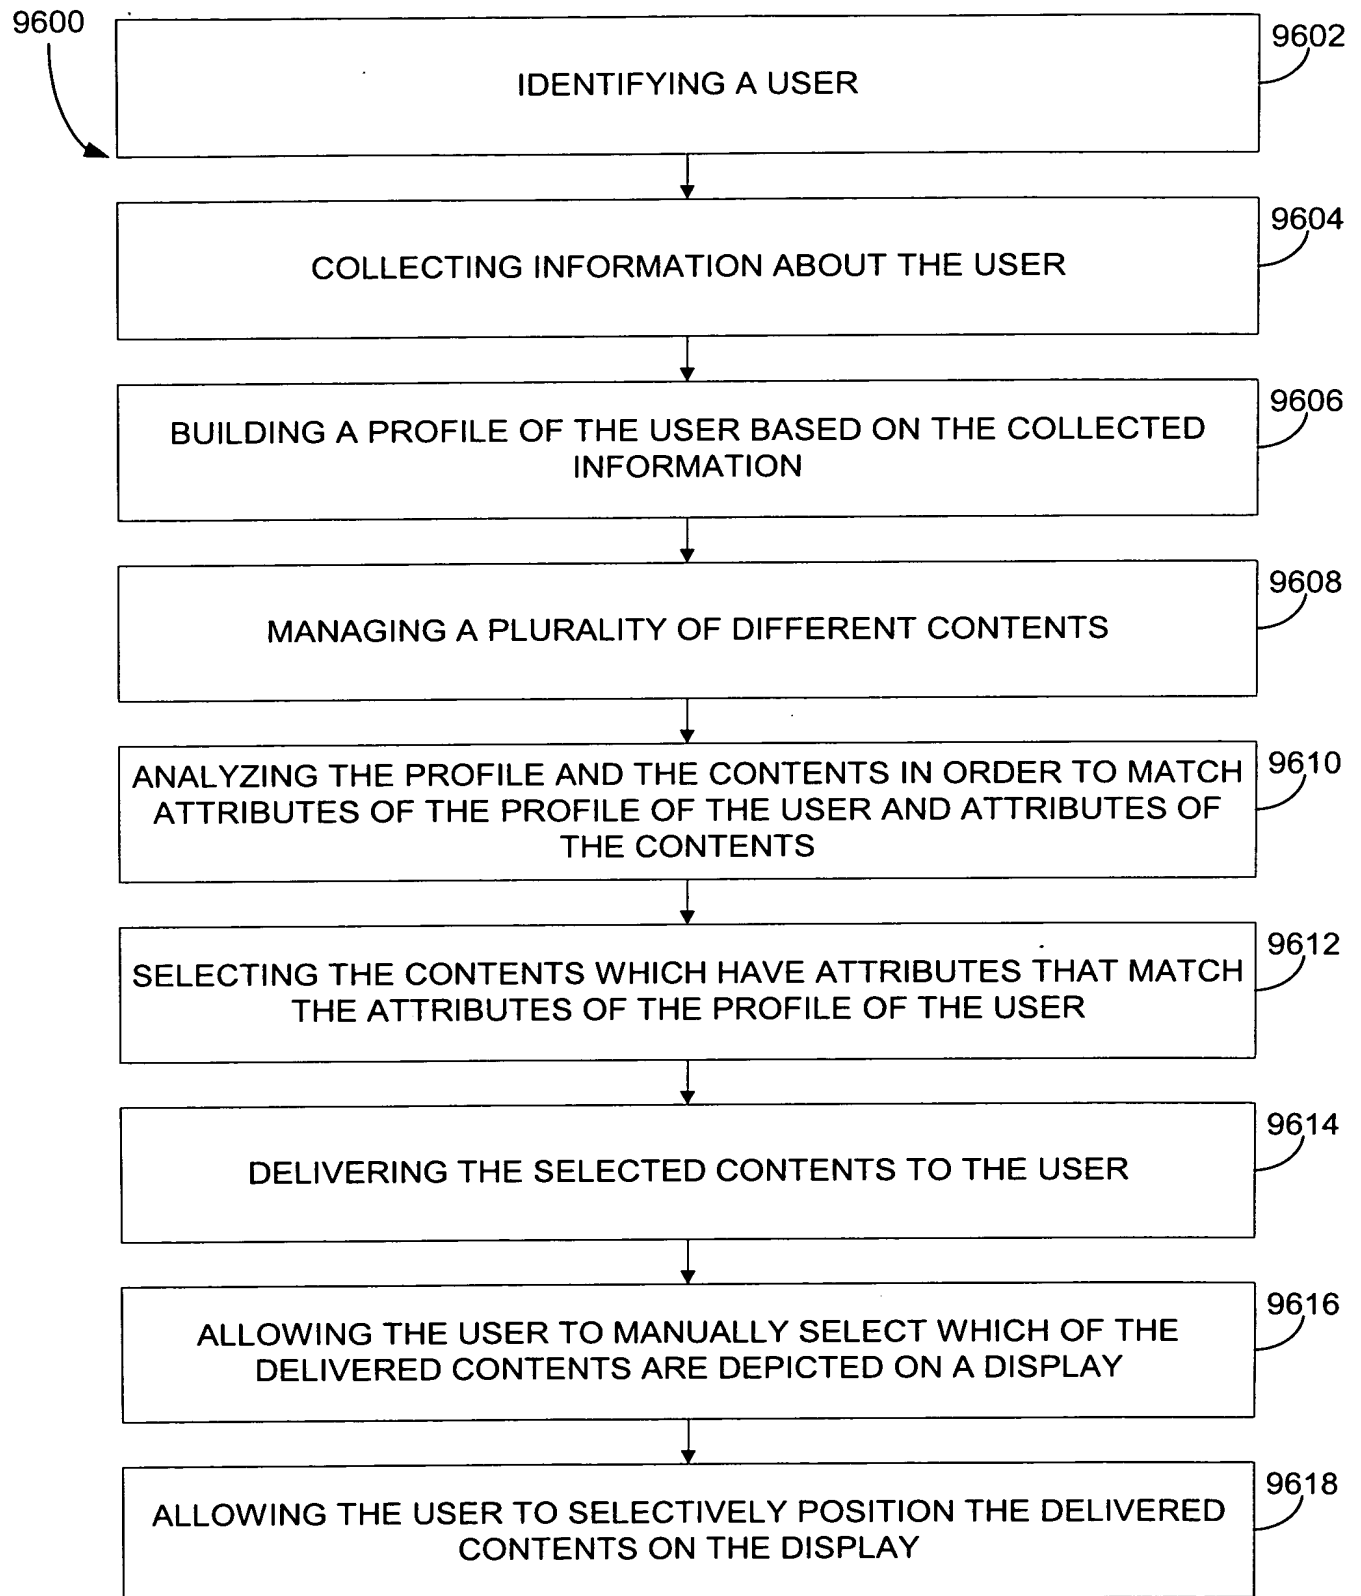 9600
9602
IDENTIFYING A USER
9604
COLLECTING INFORMATION ABOUT THE USER
9606
BUILDING A PROFILE OF THE USER BASED ON THE COLLECTED
INFORMATION
9608
MANAGING A PLURALITY OF DIFFERENT CONTENTS
9610
ANALYZING THE PROFILE AND THE CONTENTS IN ORDER TO MATCH
ATTRIBUTES OF THE PROFILE OF THE USER AND ATTRIBUTES OF
THE CONTENTS
9612
SELECTING THE CONTENTS WHICH HAVE ATTRIBUTES THAT MATCH
THE ATTRIBUTES OF THE PROFILE OF THE USER
9614
DELIVERING THE SELECTED CONTENTS TO THE USER
9616
ALLOWING THE USER TO MANUALLY SELECT WHICH OF THE
DELIVERED CONTENTS ARE DEPICTED ON A DISPLAY
9618
ALLOWING THE USER TO SELECTIVELY POSITION THE DELIVERED
CONTENTS ON THE DISPLAY